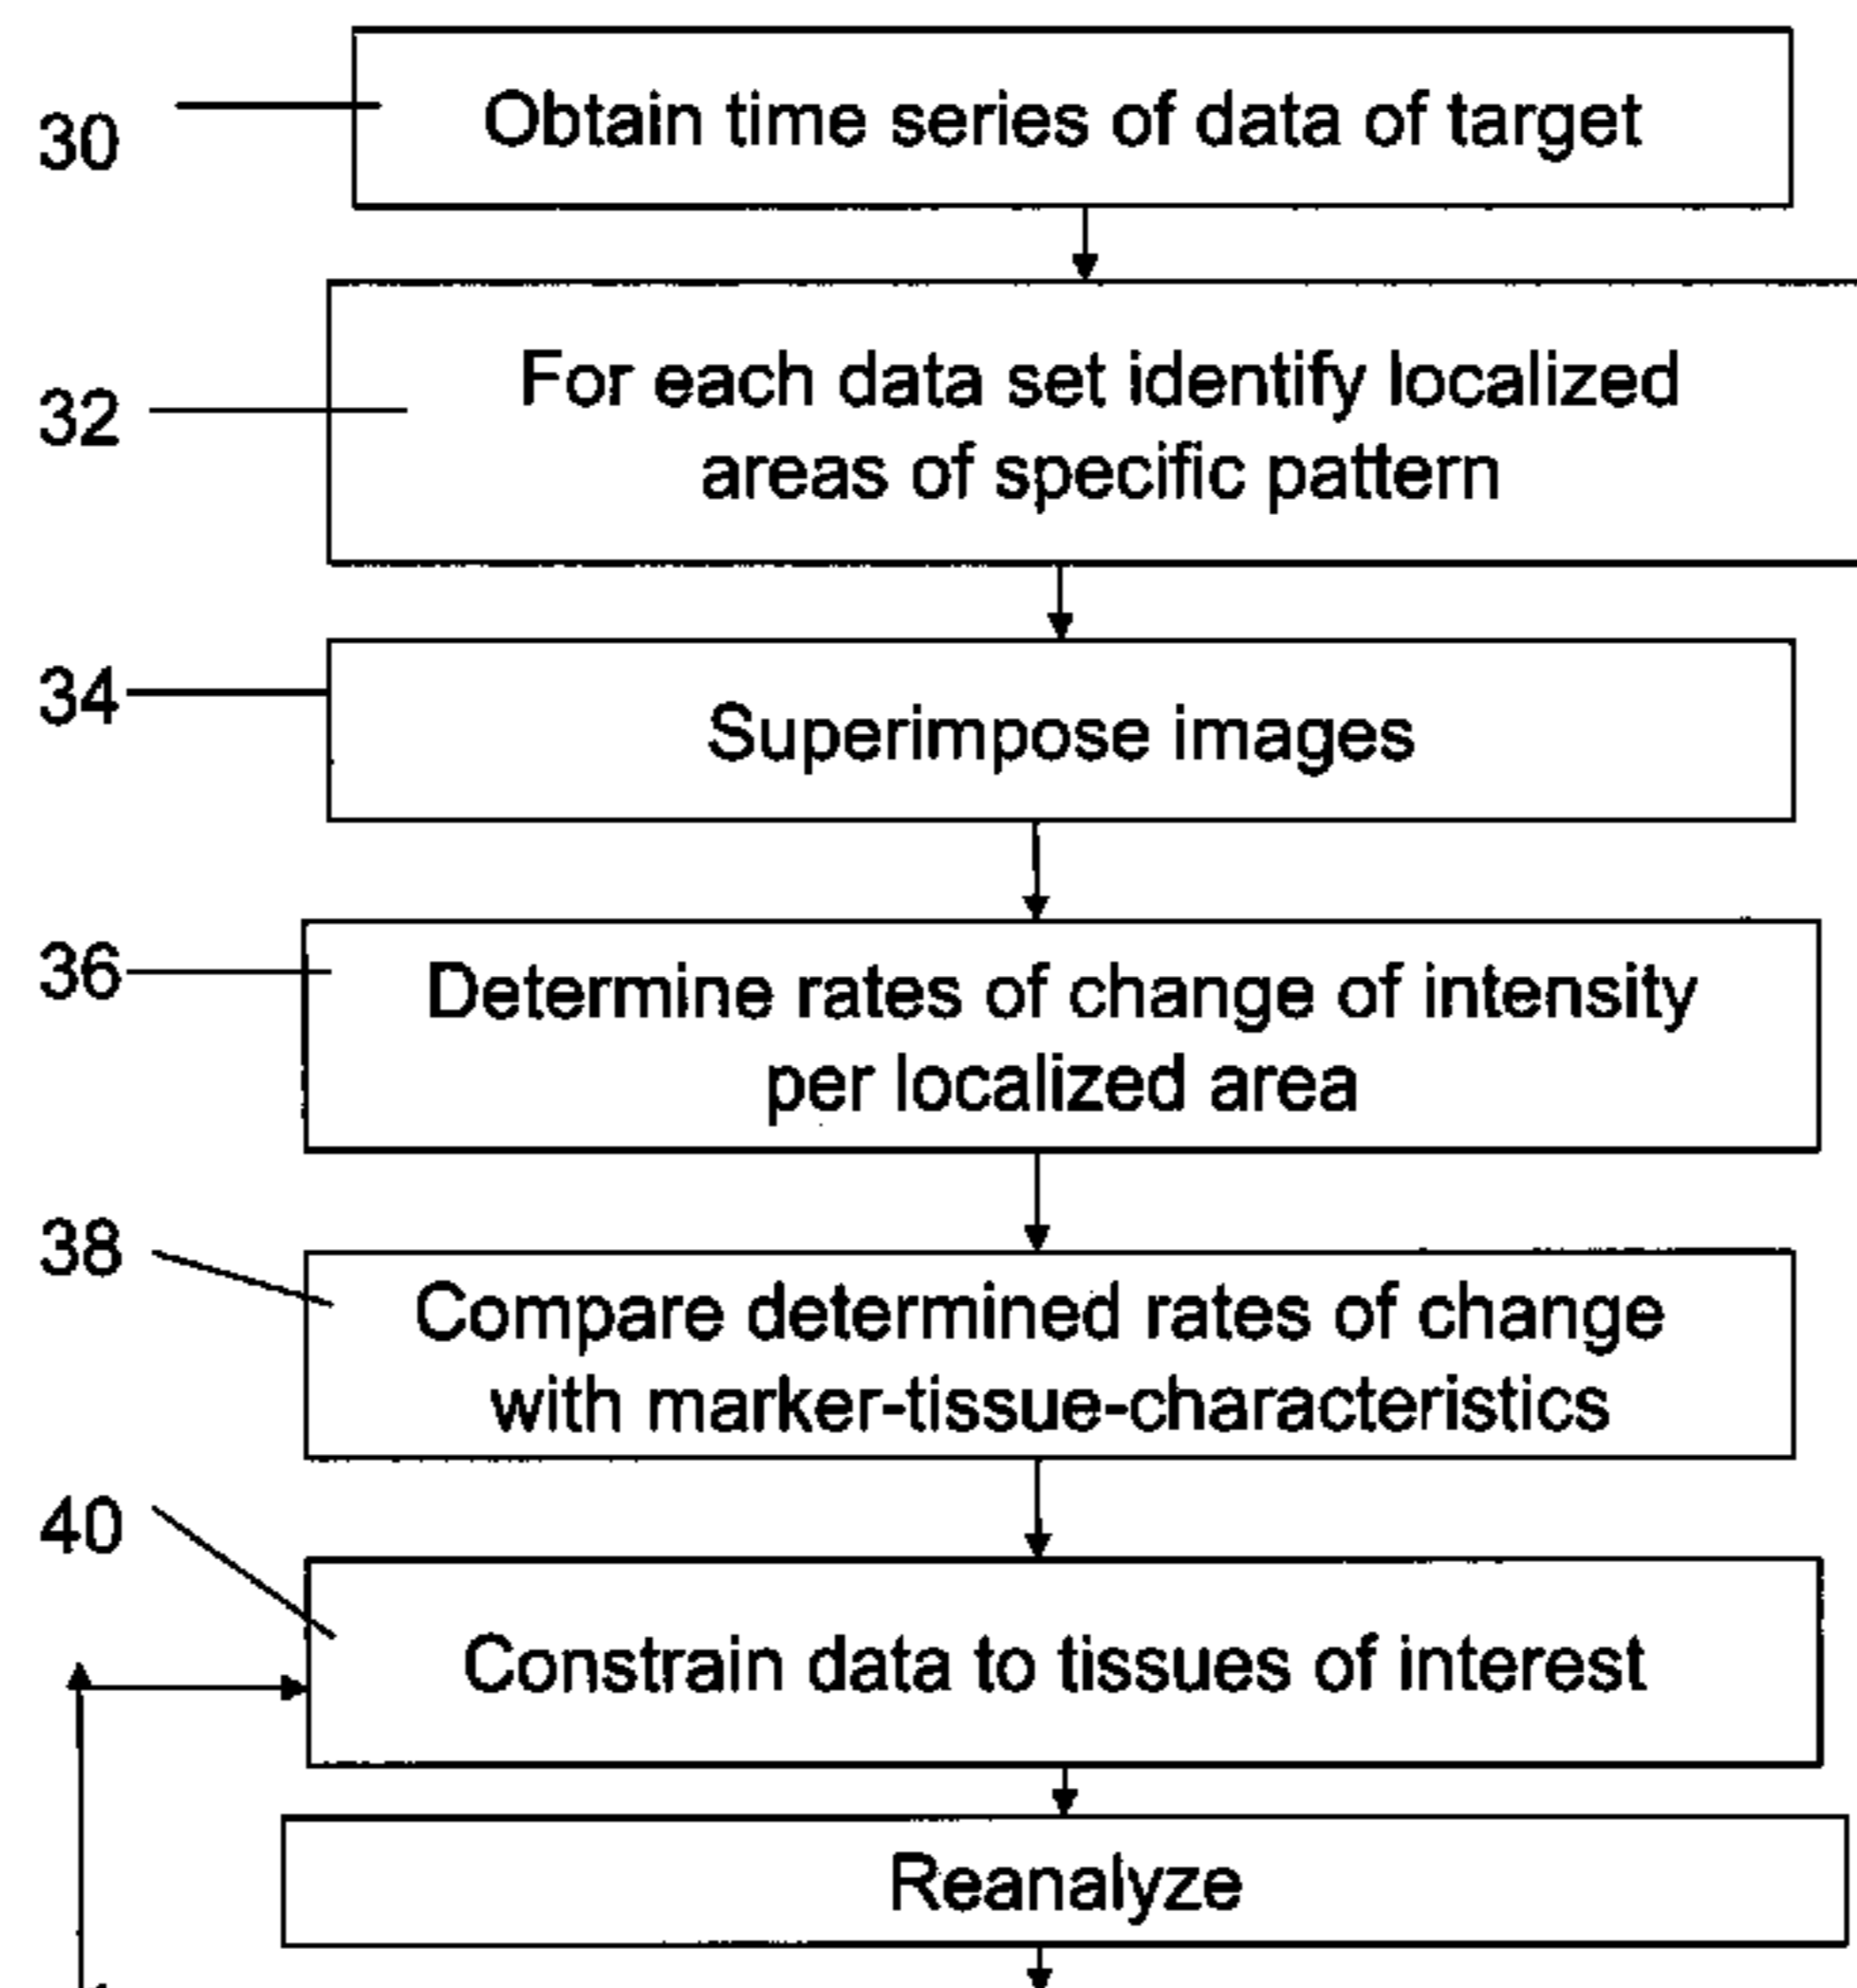 30
Obtain time series of data of target
32
For each data set identify localized
areas of specific pattern
34
Superimpose images
36
Determine rates of change of intensity
per localized area
38
Compare determined rates of change
with marker-tissue-characteristics
40
Constrain data to tissues of interest
Reanalyze